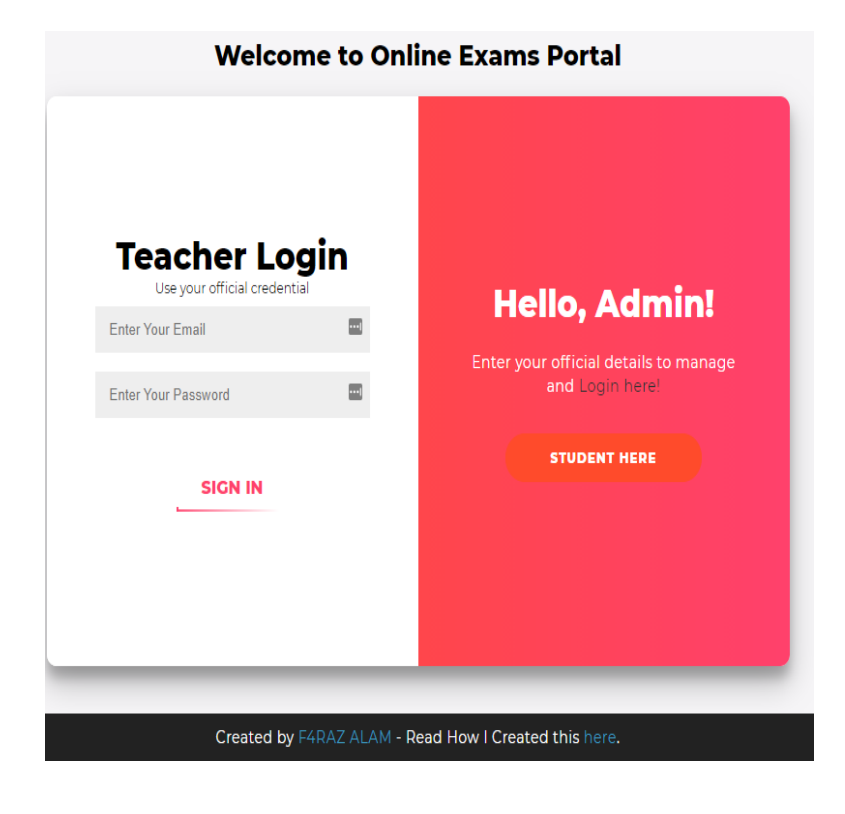 Welcome to Online Exams Portal
Teacher Login
Use your official credential
Enter Your Email
Enter Your Password
SIGN IN
Hello, Admin!
Enter your official details to manage
and Login here!
STUDENT HERE
Created by F4RAZ ALAM - Read How I Created this here.